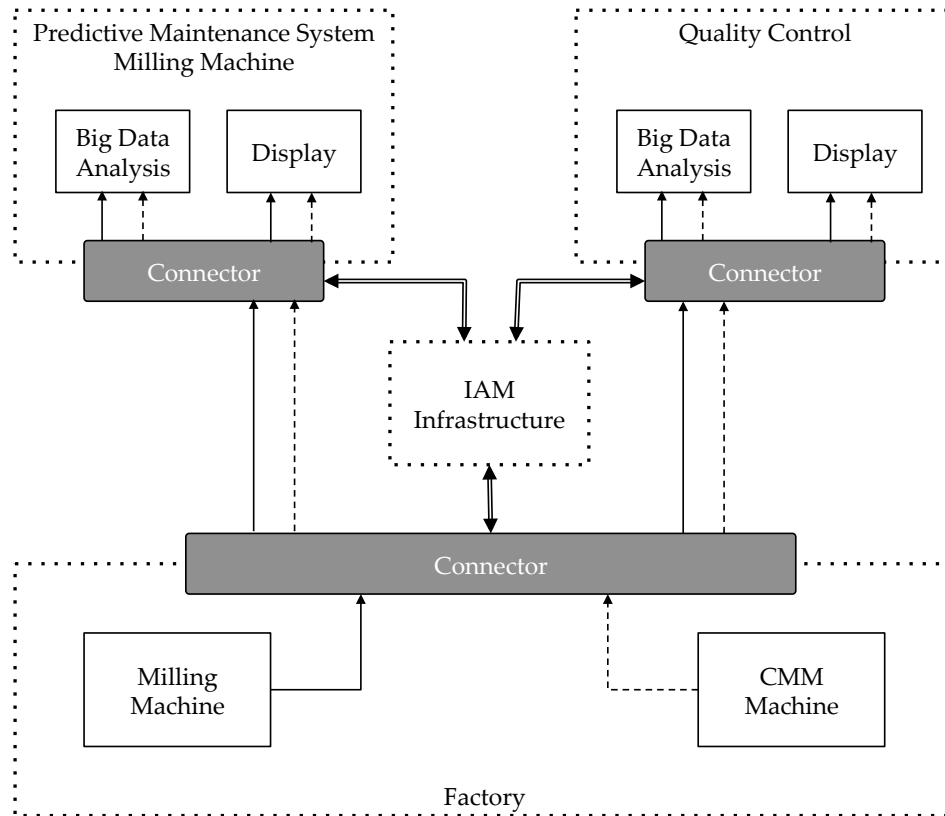 Predictive Maintenance System
Milling Machine
Quality Control
Big Data
Analysis
Display
Big Data
Analysis
Display
Connector
Connector
IAM
Infrastructure
Connector
Milling
Machine
CMM
Machine
Factory